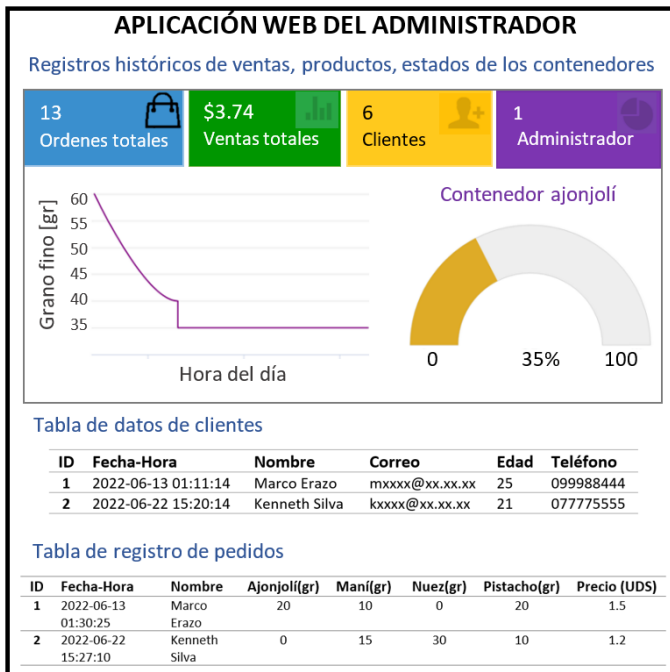 APLICACIÓN WEB DEL ADMINISTRADOR
Registros históricos de ventas, productos, estados de los contenedores
13
Ordenes totales
$3.74
Ventas totales
6
Clientes
1
Administrador
Grano fino [gr]
60
55
50
45
40
35
Hora del día
Contenedor ajonjolí
0 35% 100
Tabla de datos de clientes
ID Fecha-Hora Nombre Correo Edad Teléfono
1 2022-06-13 01:11:14 Marco Erazo mxxxx@xx.xx.xx 25 099988444
2 2022-06-22 15:20:14 Kenneth Silva kxxxx@xx.xx.xx 21 077775555
Tabla de registro de pedidos
ID Fecha-Hora Nombre Ajonjolí(gr) Maní(gr) Nuez(gr) Pistacho(gr) Precio (UDS)
1 2022-06-13 Marco 20 10 0 20 1.5
01:30:25 Erazo
2 2022-06-22 Kenneth 0 15 30 10 1.2
15:27:10 Silva